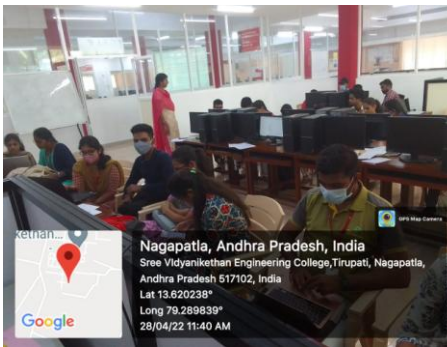 GPS Map Camera
kethan...
Google
Nagapatla, Andhra Pradesh, India
Sree VIdyanikethan Engineering College,Tirupati, Nagapatla,
Andhra Pradesh 517102, India
Lat 13.620238°
Long 79.289839°
28/04/22 11:40 AM